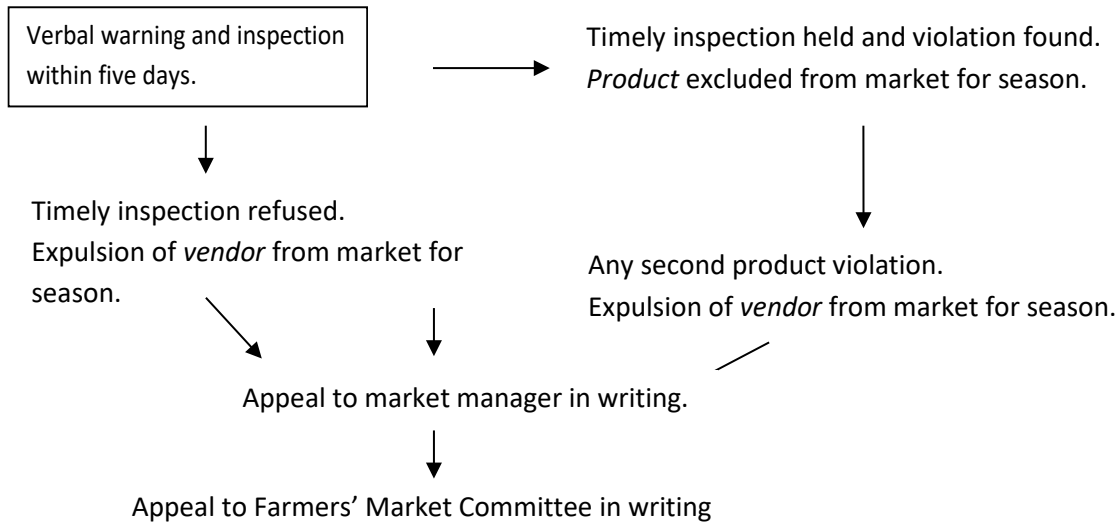 Verbal warning and inspection
within five days.
Timely inspection held and violation found.
Product excluded from market for season.
Timely inspection refused.
Expulsion of vendor from market for
season.
Any second product violation.
Expulsion of vendor from market for season.
Appeal to market manager in writing.
Appeal to Farmers’ Market Committee in writing